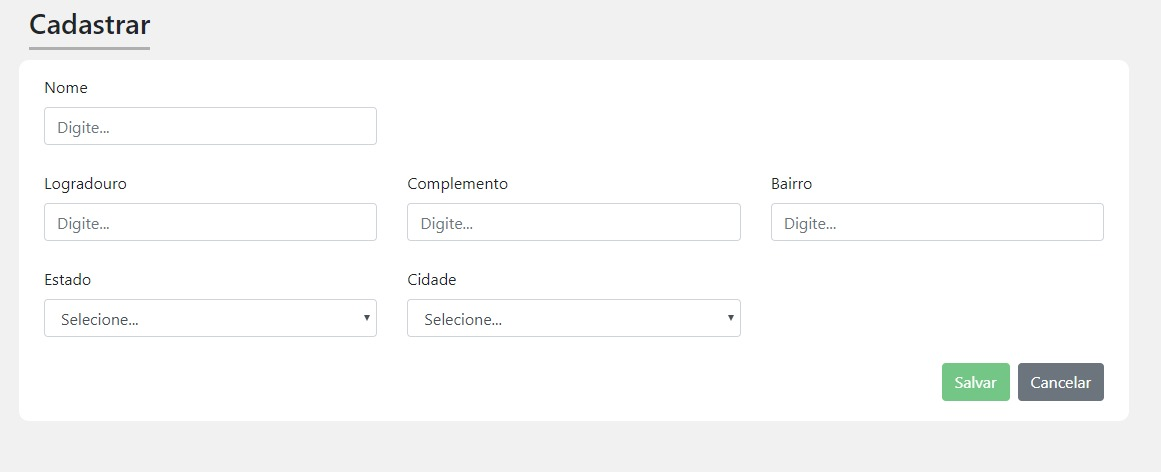 Cadastrar
Nome
Digite...
Logradouro Complemento Bairro
Digite... Digite... Digite...
Estado Cidade
Selecione... Selecione...
Salvar Cancelar